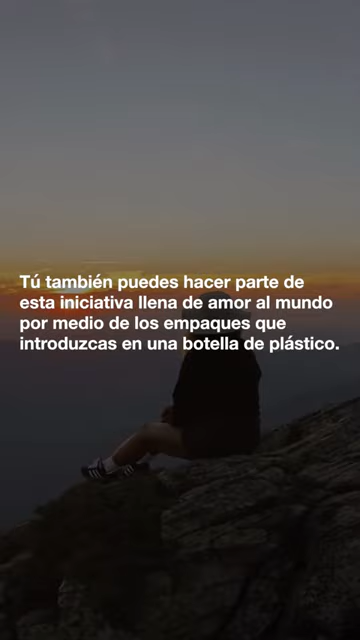 Tú también puedes hacer parte de
esta iniciativa llena de amor al mundo
por medio de los empaques que
introduzcas en una botella de plástico.